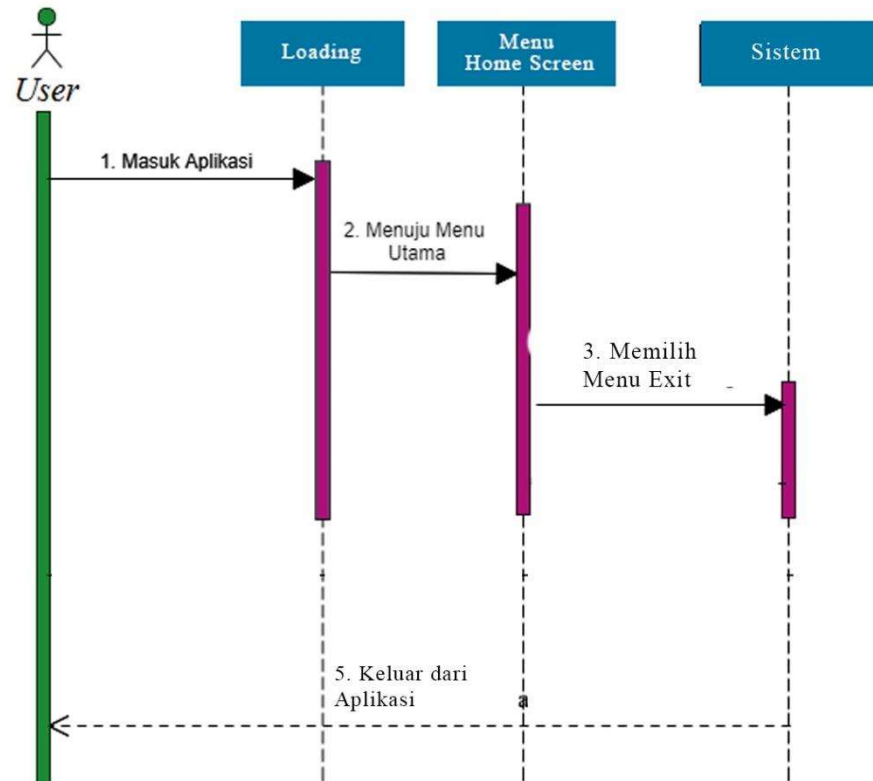 User
Loading
Menu
Home Screen
Sistem
1. Masuk Aplikasi
2. Menuju Menu
Utama
3. Memilih
Menu Exit
5. Keluar dari
Aplikasi
a